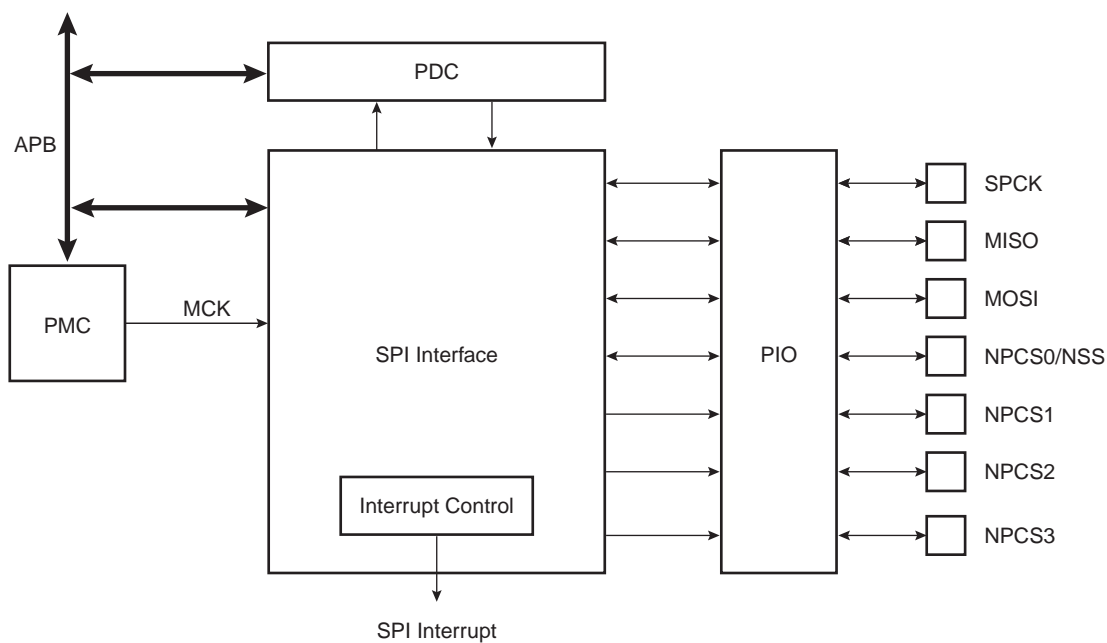 PDC
APB
SPCK
MISO
MCK
MOSI
PMC
SPI Interface
PIO
NPCS0/NSS
NPCS1
NPCS2
Interrupt Control
NPCS3
SPI Interrupt